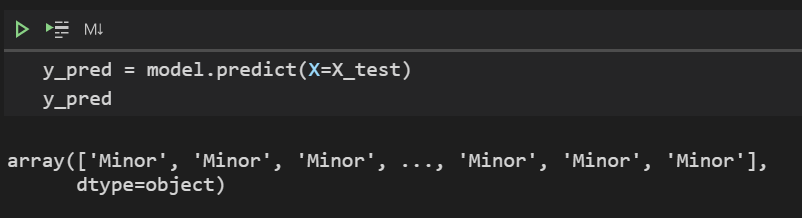 M↓
y_pred = model.predict(X=X_test)
y_pred
array(['Minor', 'Minor', 'Minor', ..., 'Minor', 'Minor', 'Minor'],
      dtype=object)